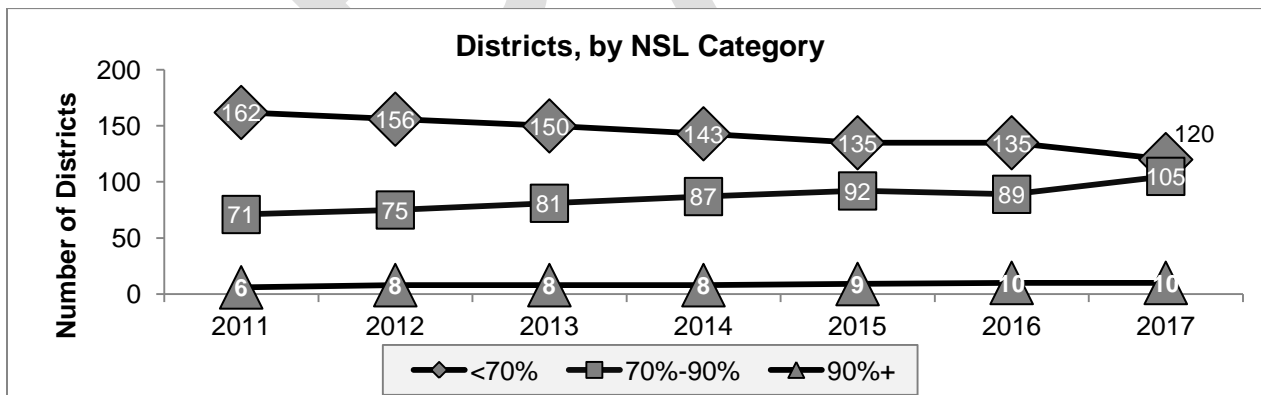 Districts, by NSL Category
Number of Districts
200
150
100
50
0
162 156 150 143 135 135 120
71 75 81 87 92 89 105
6 8 8 8 9 10 10
2011 2012 2013 2014 2015 2016 2017
<70% 70%-90% 90%+